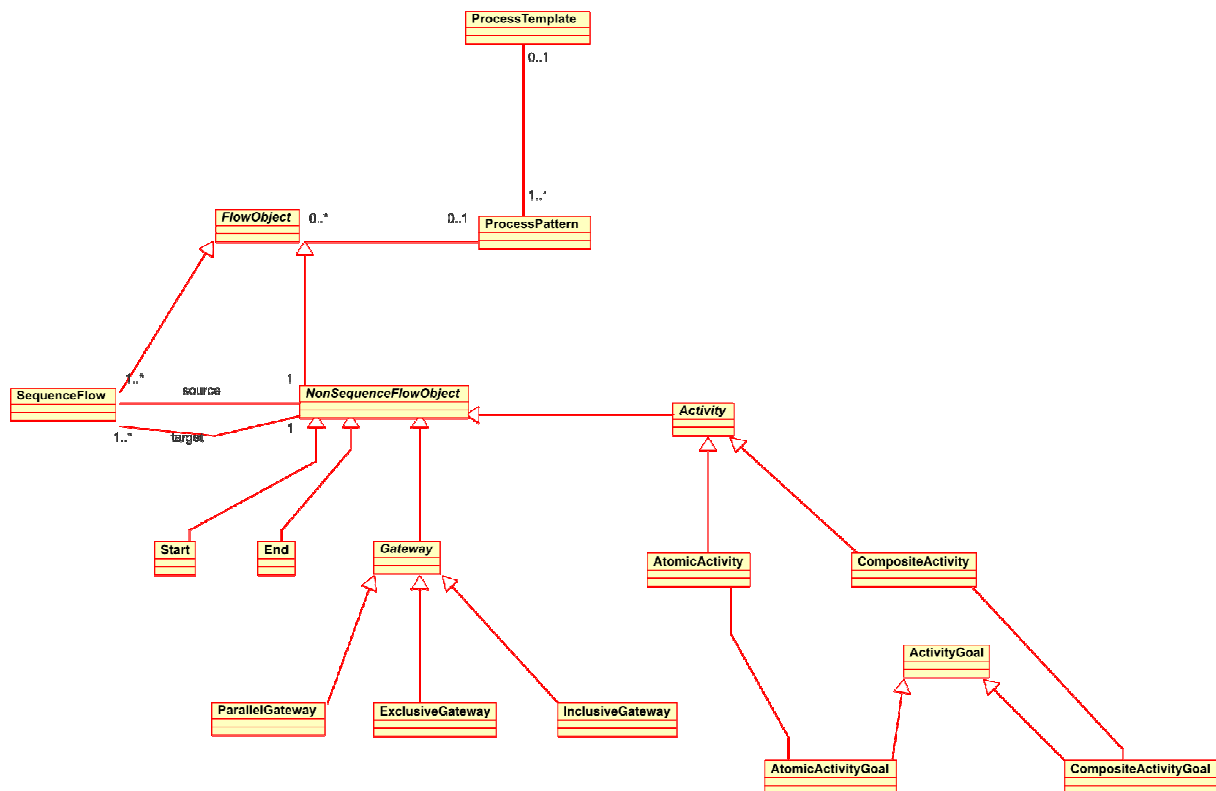 ProcessTemplate
0..1
1..*
FlowObject
0..*
0..1
ProcessPattern
1..*
source
1
SequenceFlow
NonSequenceFlowObject
Activity
1..*
target
1
Start
End
Gateway
AtomicActivity
CompositeActivity
ActivityGoal
ParallelGateway
ExclusiveGateway
InclusiveGateway
AtomicActivityGoal
CompositeActivityGoal